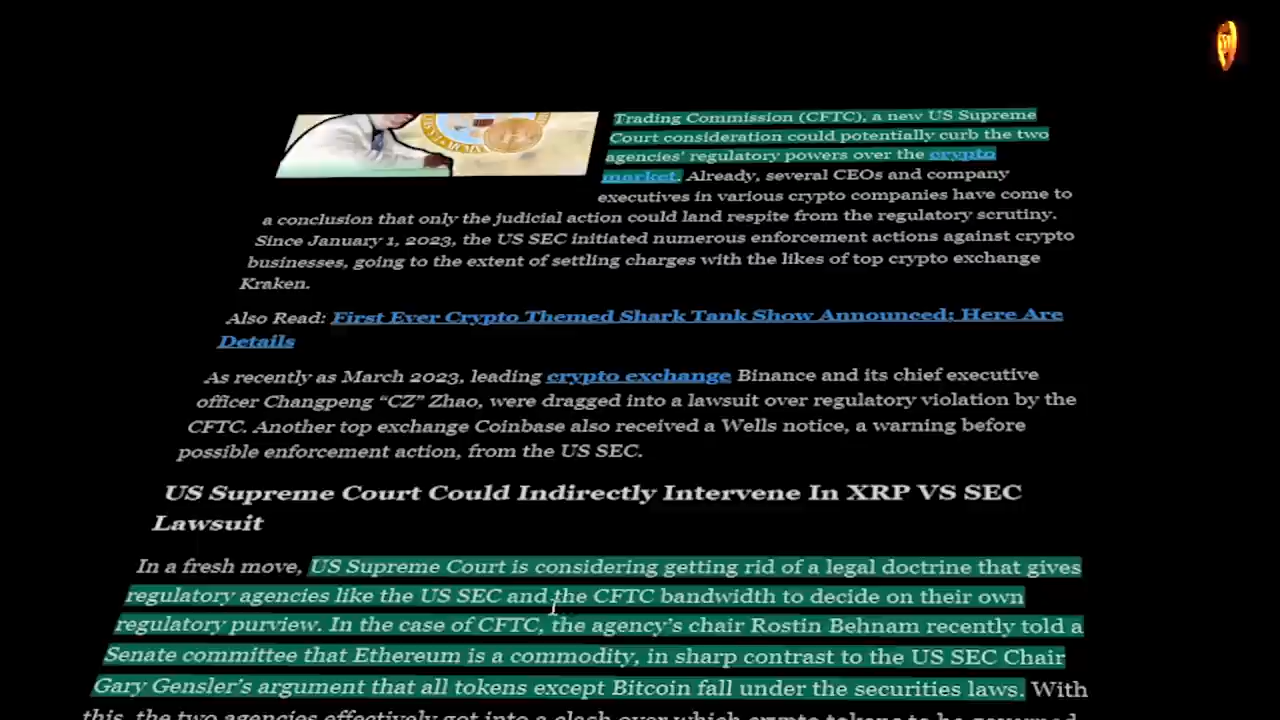 Trading Commission (CFTC), a new US Supreme
Court consideration could potentially curb the two
agencies' regulatory powers over the crypto
market. Already, several CEOs and company
executives in various crypto companies have come to
a conclusion that only the judicial action could land respite from the regulatory scrutiny.
Since January 1, 2023, the US SEC initiated numerous enforcement actions against crypto
businesses, going to the extent of settling charges with the likes of top crypto exchange
Kraken.
Also Read: First Ever Crypto Themed Shark Tank Show Announced; Here Are
Details
As recently as March 2023, leading crypto exchange Binance and its chief executive
officer Changpeng “CZ” Zhao, were dragged into a lawsuit over regulatory violation by the
CFTC. Another top exchange Coinbase also received a Wells notice, a warning before
possible enforcement action, from the US SEC.
US Supreme Court Could Indirectly Intervene In XRP VS SEC
Lawsuit
In a fresh move, US Supreme Court is considering getting rid of a legal doctrine that gives
regulatory agencies like the US SEC and the CFTC bandwidth to decide on their own
regulatory purview. In the case of CFTC, the agency’s chair Rostin Behnam recently told a
Senate committee that Ethereum is a commodity, in sharp contrast to the US SEC Chair
Gary Gensler’s argument that all tokens except Bitcoin fall under the securities laws. With
this, the two agencies effectively got into a clash over which crypto tokens to be governed